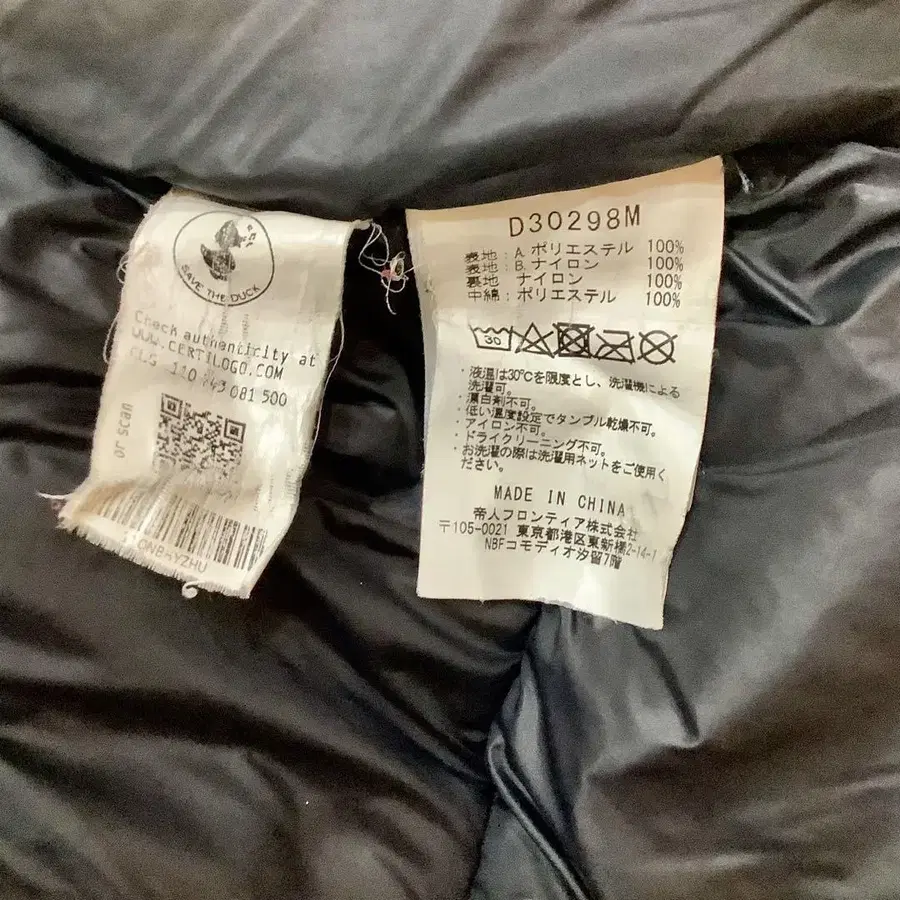 SAVE THE DUCK
Check authenticity at
WWW.CERTILOGO.COM
CLG 081 500
or scan
D30298M
表地:A.ポリエステル 100%
表地:B.ナイロン 100%
裏地:ナイロン 100%
中綿:ポリエステル 100%
30
・液温は30℃を限度とし、洗濯機による
洗濯可。
・漂白剤不可。
・低い温度設定でタンブル乾燥不可。
・アイロン不可。
・ドライクリーニング不可。
・お洗濯の際は洗濯用ネットをご使用く
ださい。
MADE IN CHINA
帝人フロンティア株式会社
〒105-0021 東京都港区東新橋2-14-1
NBFコモディオ汐留7階